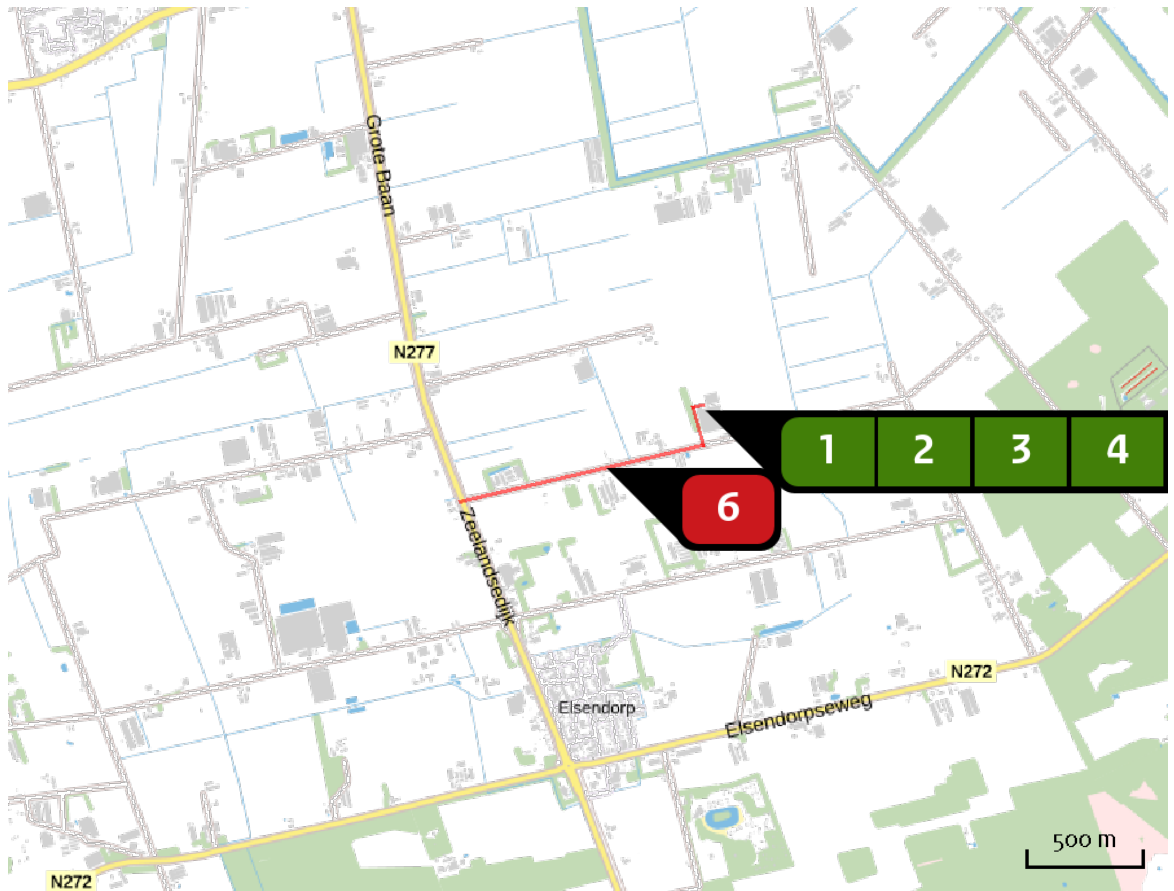 Grote Baan
N277
1 2 3 4
6
Zeelandsedijk
N272
Elsendorp
Elsendorpseweg
500 m
N272